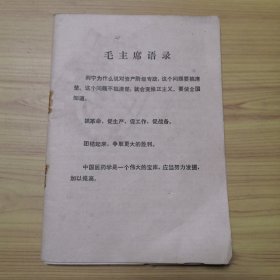 毛主席语录
列宁为什么说对资产阶级专政，这个问题要搞清
楚。这个问题不搞清楚，就会变修正主义。要使全国
知道。
抓革命，促生产，促工作，促战备。
团结起来，争取更大的胜利。
中国医药学是一个伟大的宝库，应当努力发掘，
加以提高。